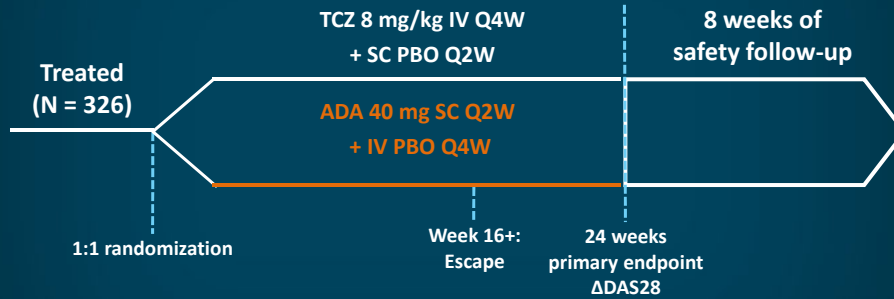 TCZ 8 mg/kg IV Q4W
+ SC PBO Q2W
8 weeks of
safety follow-up
Treated
(N = 326)
ADA 40 mg SC Q2W
+ IV PBO Q4W
1:1 randomization
Week 16+:
Escape
24 weeks
primary endpoint
ΔDAS28